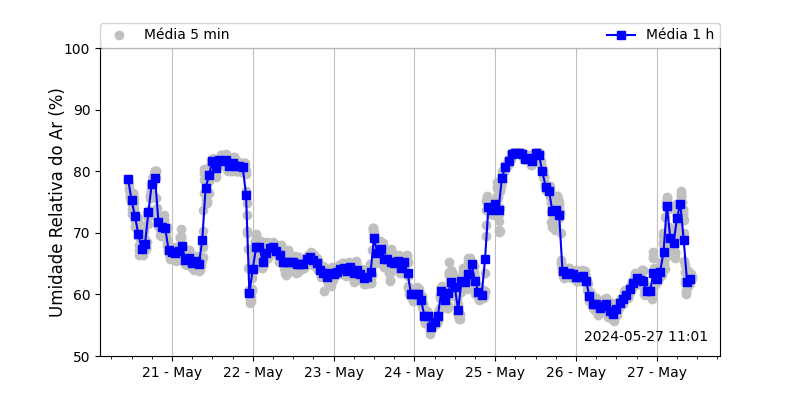 Média 5 min
Média 1 h
Umidade Relativa do Ar (%)
100
90
80
70
60
50
2024-05-27 11:01
21 - May
22 - May
23 - May
24 - May
25 - May
26 - May
27 - May